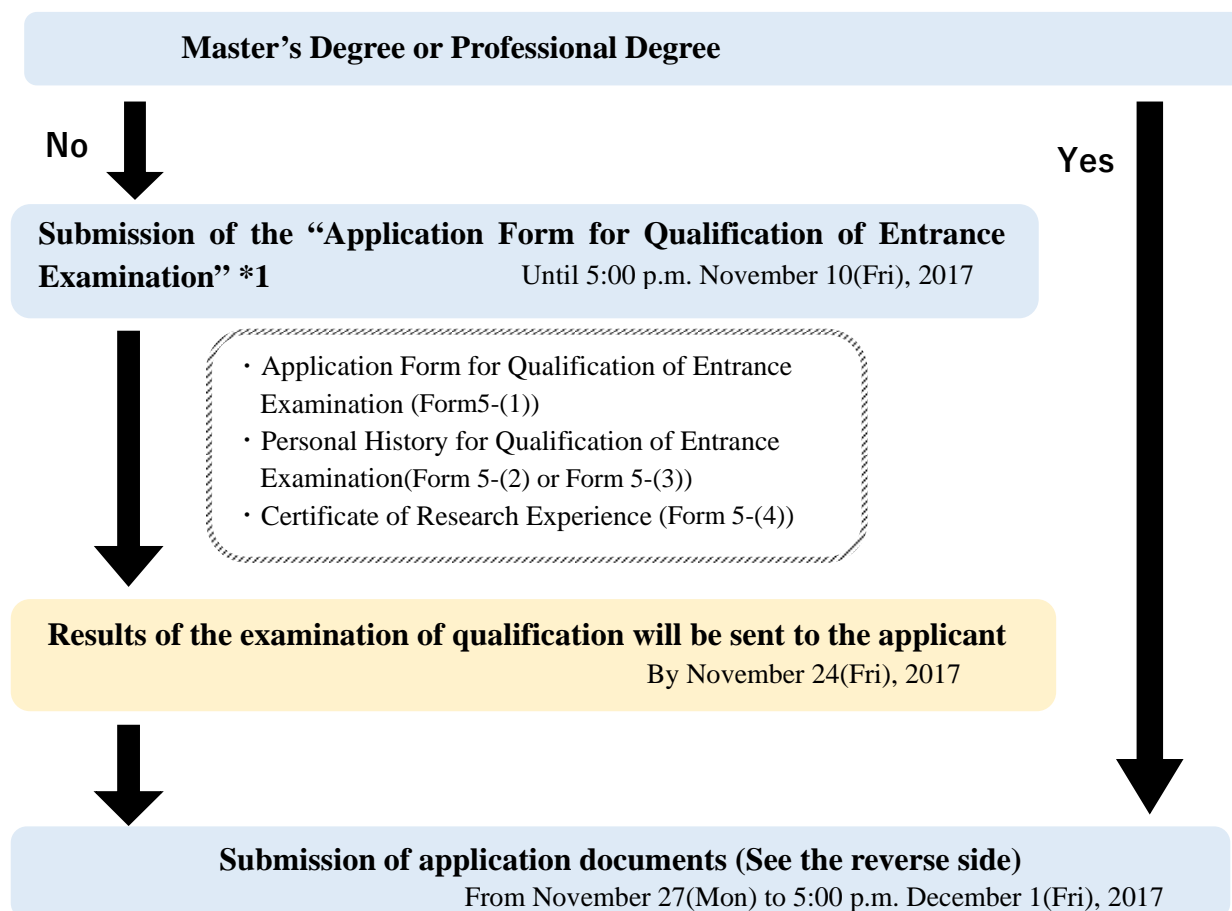 Master’s Degree or Professional Degree
No
Yes
Submission of the “Application Form for Qualification of Entrance
Examination” *1 Until 5:00 p.m. November 10(Fri), 2017
・Application Form for Qualification of Entrance
Examination (Form5-(1))
・Personal History for Qualification of Entrance
Examination(Form 5-(2) or Form 5-(3))
・Certificate of Research Experience (Form 5-(4))
Results of the examination of qualification will be sent to the applicant
By November 24(Fri), 2017
Submission of application documents (See the reverse side)
From November 27(Mon) to 5:00 p.m. December 1(Fri), 2017